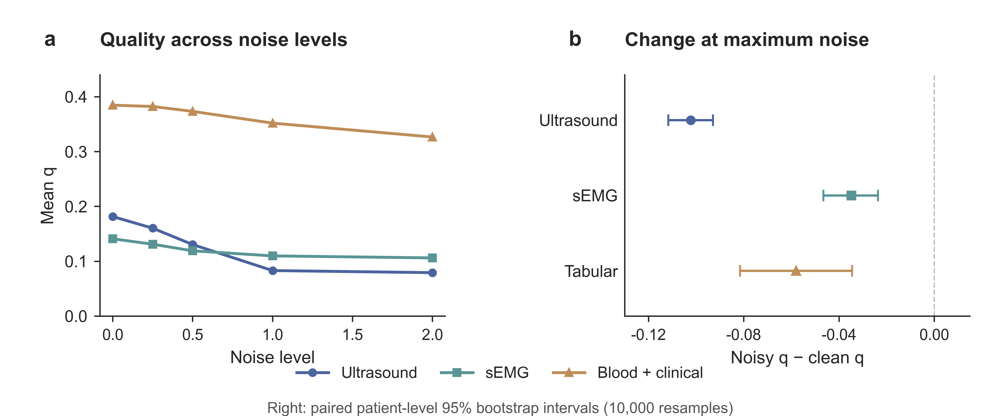 a
Quality across noise levels
0.4
0.3
0.2
0.1
0.0
Mean q
0.0 0.5 1.0 1.5 2.0
Noise level
b
Change at maximum noise
Ultrasound
sEMG
Tabular
-0.12 -0.08 -0.04 0.00
Noisy q − clean q
Ultrasound sEMG Blood + clinical
Right: paired patient-level 95% bootstrap intervals (10,000 resamples)